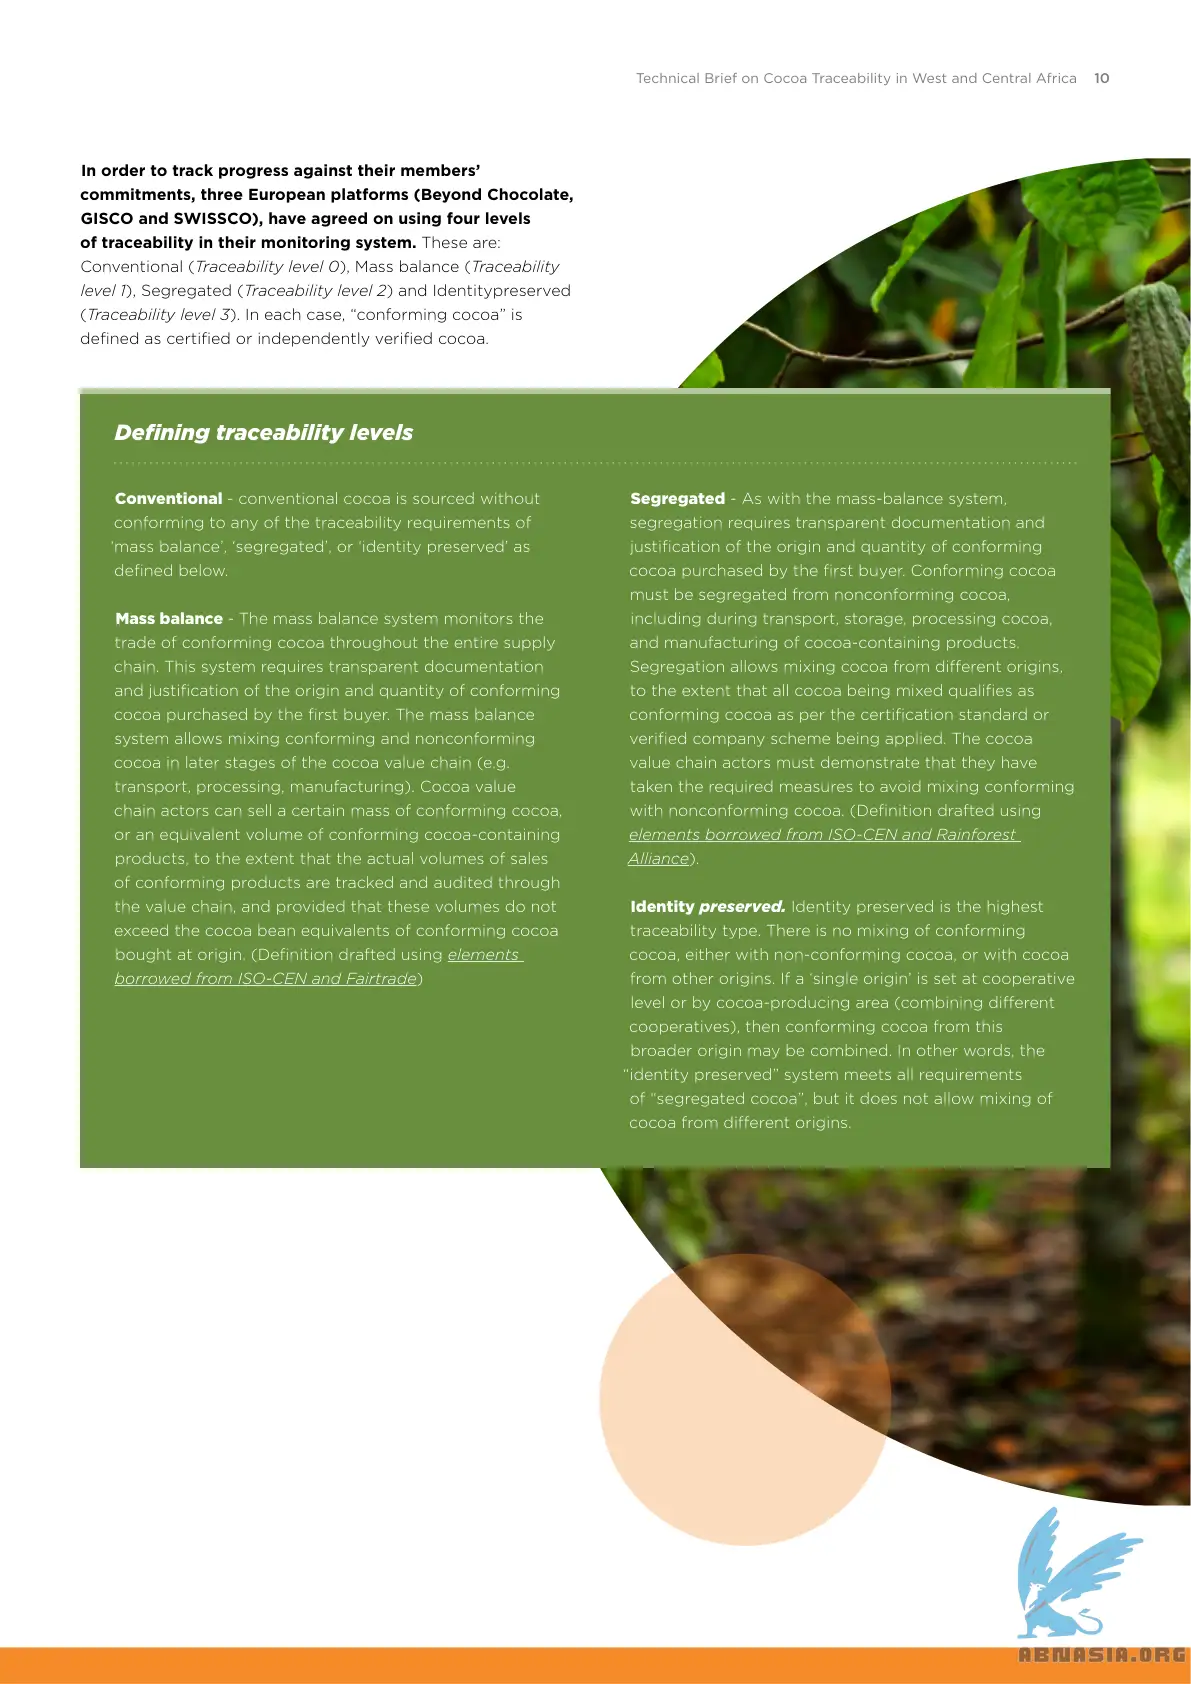 Technical Brief on Cocoa Traceability in West and Central Africa 10
In order to track progress against their members’
commitments, three European platforms (Beyond Chocolate,
GISCO and SWISSCO), have agreed on using four levels
of traceability in their monitoring system. These are:
Conventional (Traceability level 0), Mass balance (Traceability
level 1), Segregated (Traceability level 2) and Identitypreserved
(Traceability level 3). In each case, “conforming cocoa” is
defined as certified or independently verified cocoa.
Defining traceability levels
Conventional - conventional cocoa is sourced without
conforming to any of the traceability requirements of
‘mass balance’, ‘segregated’, or ‘identity preserved’ as
defined below.
Mass balance - The mass balance system monitors the
trade of conforming cocoa throughout the entire supply
chain. This system requires transparent documentation
and justification of the origin and quantity of conforming
cocoa purchased by the first buyer. The mass balance
system allows mixing conforming and nonconforming
cocoa in later stages of the cocoa value chain (e.g.
transport, processing, manufacturing). Cocoa value
chain actors can sell a certain mass of conforming cocoa,
or an equivalent volume of conforming cocoa-containing
products, to the extent that the actual volumes of sales
of conforming products are tracked and audited through
the value chain, and provided that these volumes do not
exceed the cocoa bean equivalents of conforming cocoa
bought at origin. (Definition drafted using elements
borrowed from ISO-CEN and Fairtrade)
Segregated - As with the mass-balance system,
segregation requires transparent documentation and
justification of the origin and quantity of conforming
cocoa purchased by the first buyer. Conforming cocoa
must be segregated from nonconforming cocoa,
including during transport, storage, processing cocoa,
and manufacturing of cocoa-containing products.
Segregation allows mixing cocoa from different origins,
to the extent that all cocoa being mixed qualifies as
conforming cocoa as per the certification standard or
verified company scheme being applied. The cocoa
value chain actors must demonstrate that they have
taken the required measures to avoid mixing conforming
with nonconforming cocoa. (Definition drafted using
elements borrowed from ISO-CEN and Rainforest
Alliance).
Identity preserved. Identity preserved is the highest
traceability type. There is no mixing of conforming
cocoa, either with non-conforming cocoa, or with cocoa
from other origins. If a ‘single origin’ is set at cooperative
level or by cocoa-producing area (combining different
cooperatives), then conforming cocoa from this
broader origin may be combined. In other words, the
“identity preserved” system meets all requirements
of “segregated cocoa”, but it does not allow mixing of
cocoa from different origins.
ABNASIA.ORG